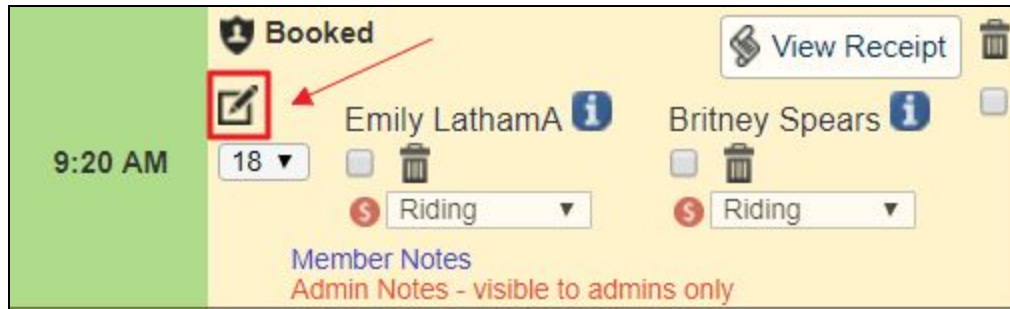 Booked
View Receipt
Emily LathamA
Britney Spears
9:20 AM
18
Riding
Riding
Member Notes
Admin Notes - visible to admins only